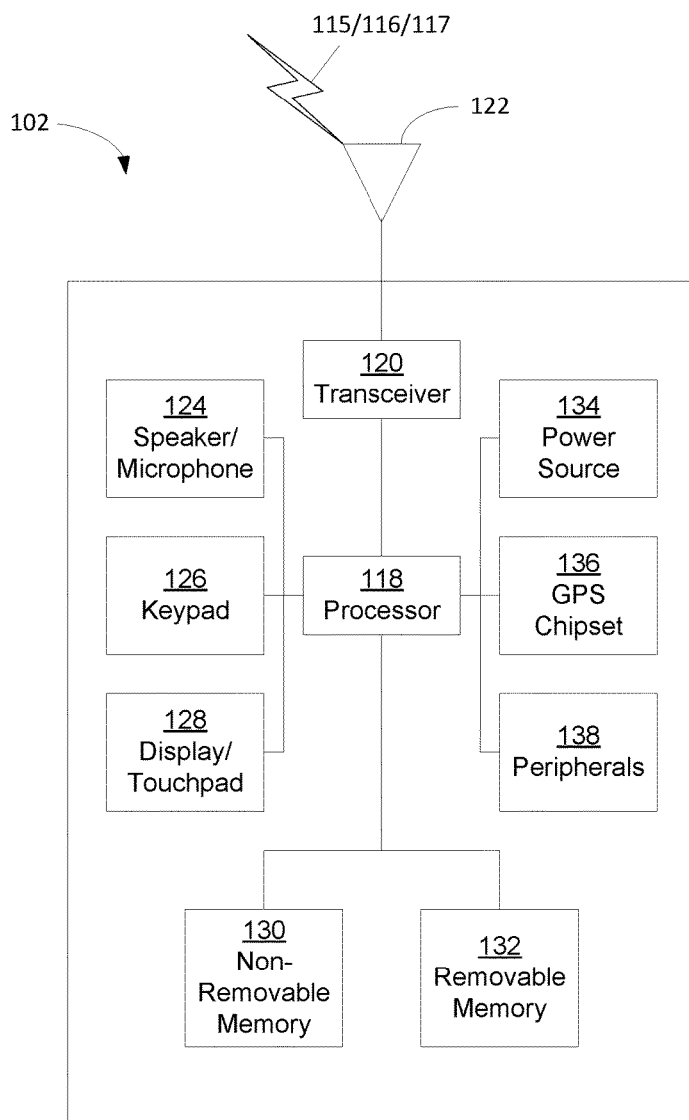 115/116/117
122
102
120
Transceiver
124
Speaker/
Microphone
134
Power
Source
126
Keypad
118
Processor
136
GPS
Chipset
128
Display/
Touchpad
138
Peripherals
130
Non-
Removable
Memory
132
Removable
Memory